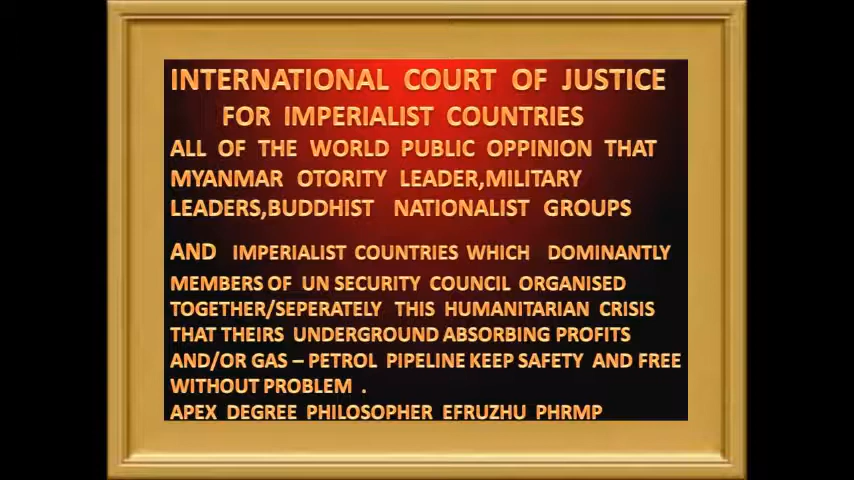 INTERNATIONAL COURT OF JUSTICE
FOR IMPERIALIST COUNTRIES
ALL OF THE WORLD PUBLIC OPPINION THAT
MYANMAR OTORITY LEADER,MILITARY
LEADERS,BUDDHIST NATIONALIST GROUPS
AND IMPERIALIST COUNTRIES WHICH DOMINANTLY
MEMBERS OF UN SECURITY COUNCIL ORGANISED
TOGETHER/SEPERATELY THIS HUMANITARIAN CRISIS
THAT THEIRS UNDERGROUND ABSORBING PROFITS
AND/OR GAS – PETROL PIPELINE KEEP SAFETY AND FREE
WITHOUT PROBLEM .
APEX DEGREE PHILOSOPHER EFRUZHU PHRMP